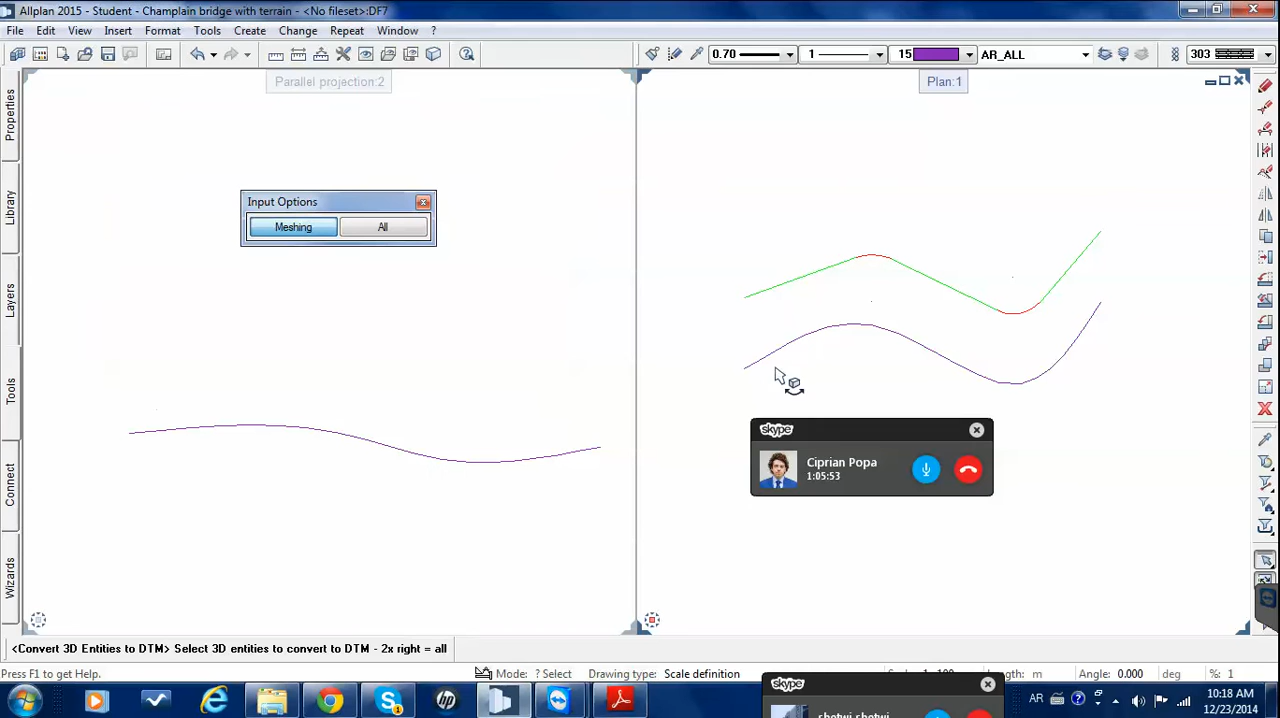 Allplan 2015 - Student - Champlain bridge with terrain - <No fileset>:DF7
File Edit View Insert Format Tools Create Change Repeat Window ?
0.70 1 15 AR_ALL 303
Parallel projection:2
Plan:1
Properties
Library
Layers
Tools
Connect
Wizards
Input Options
Meshing All
skype
Ciprian Popa
1:05:53
<Convert 3D Entities to DTM> Select 3D entities to convert to DTM - 2x right = all
Press F1 to get Help. Mode: ? Select Drawing type: Scale definition m Angle: 0.000 deg %: 1
skype
AR 10:18 AM
12/23/2014